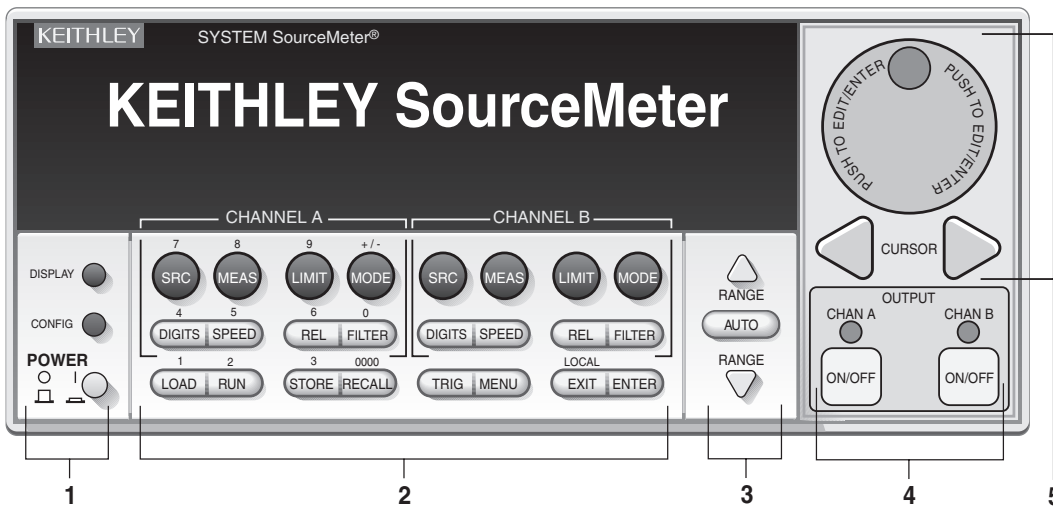 KEITHLEY SYSTEM SourceMeter®
KEITHLEY SourceMeter
PUSH TO EDIT/ENTER PUSH TO EDIT/ENTER
CURSOR
CHANNEL A CHANNEL B
7 8 9 +/-
DISPLAY SRC MEAS LIMIT MODE SRC MEAS LIMIT MODE
RANGE
4 5 6 0
CONFIG DIGITS SPEED REL FILTER DIGITS SPEED REL FILTER AUTO
OUTPUT
CHAN A CHAN B
POWER 1 2 3 0000 LOCAL RANGE
LOAD RUN STORE RECALL TRIG MENU EXIT ENTER
ON/OFF ON/OFF
1 2 3 4 5